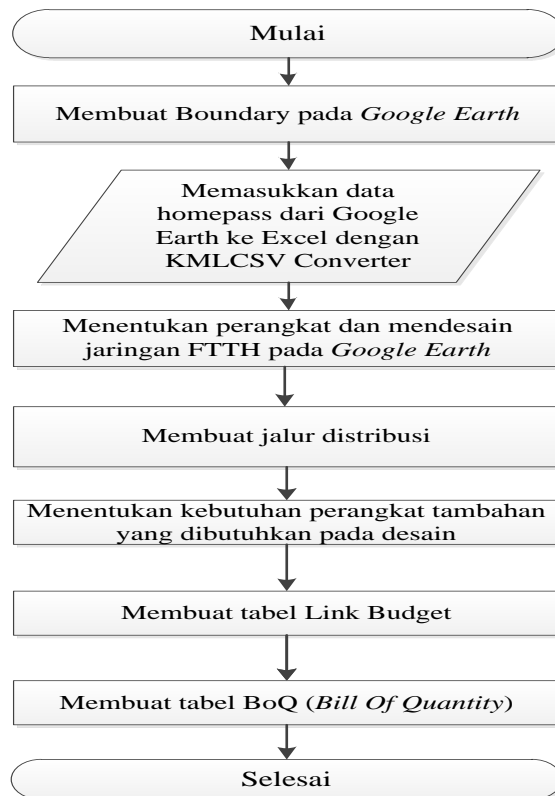 Mulai
Membuat Boundary pada Google Earth
Memasukkan data
homepass dari Google
Earth ke Excel dengan
KMLCSV Converter
Menentukan perangkat dan mendesain
jaringan FTTH pada Google Earth
Membuat jalur distribusi
Menentukan kebutuhan perangkat tambahan
yang dibutuhkan pada desain
Membuat tabel Link Budget
Membuat tabel BoQ (Bill Of Quantity)
Selesai